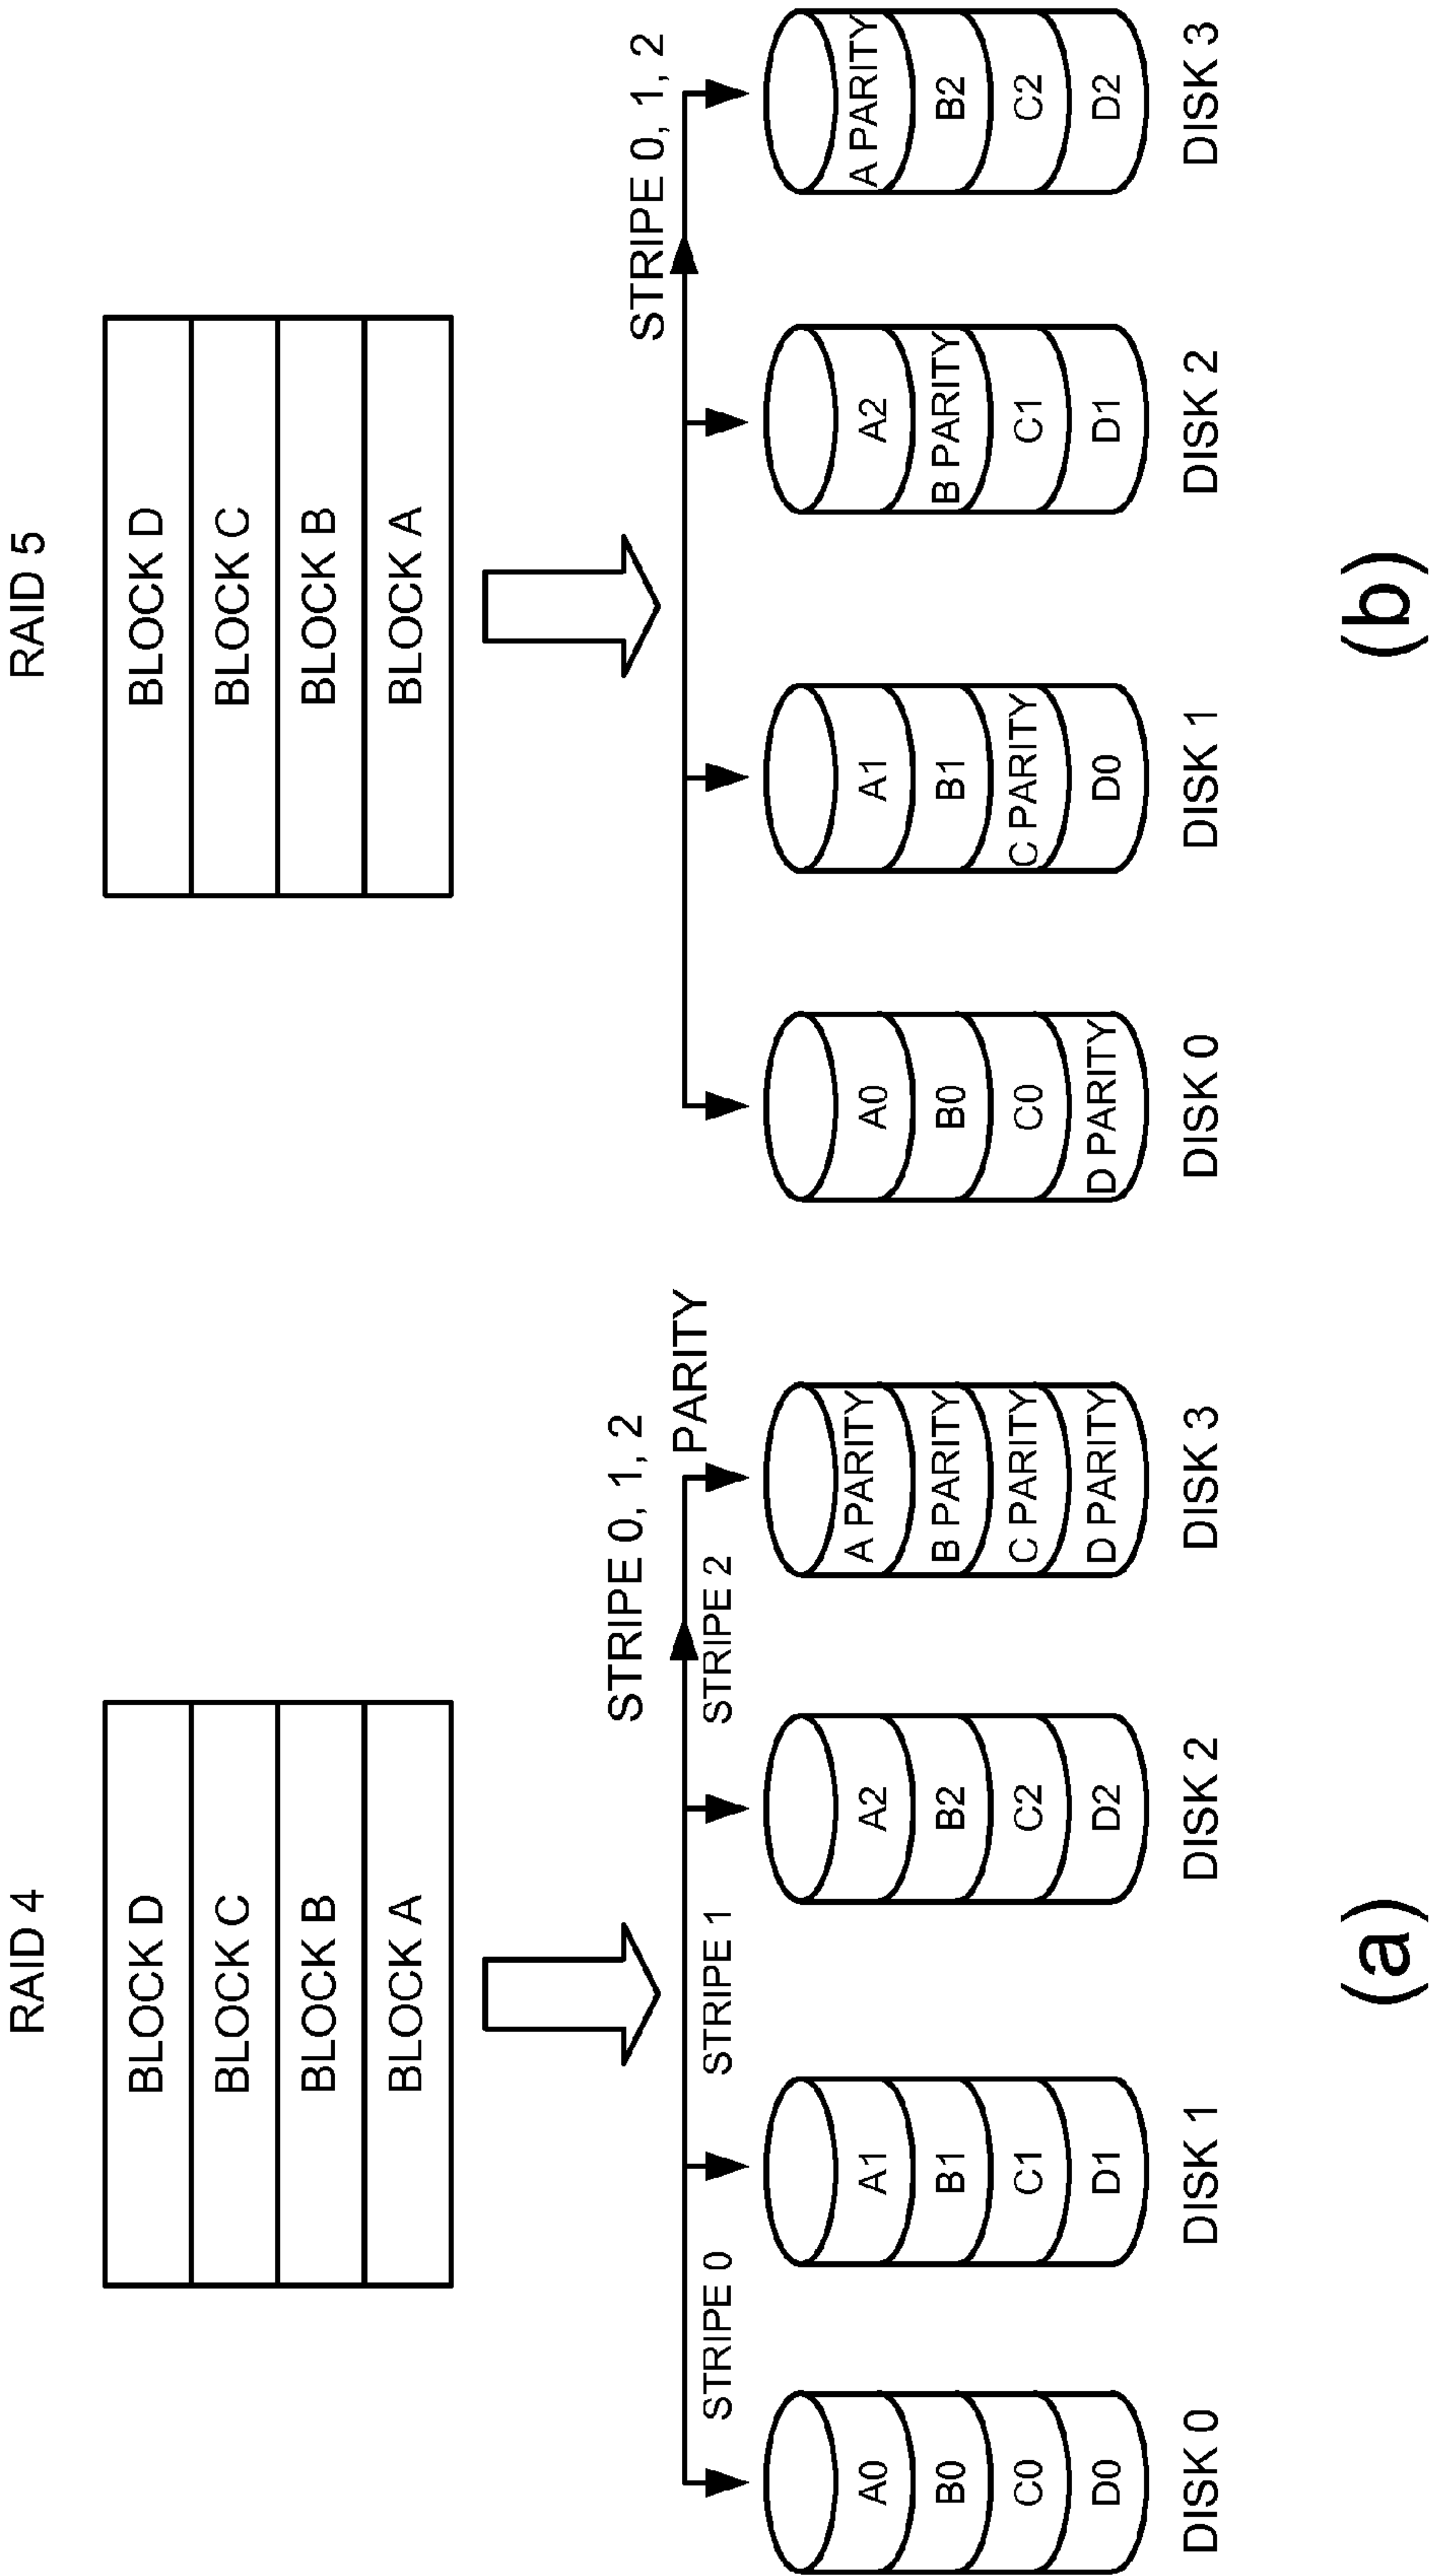 RAID 4
BLOCK D
BLOCK C
BLOCK B
BLOCK A
STRIPE 0, 1, 2
PARITY
STRIPE 0
STRIPE 1
STRIPE 2
A0
B0
C0
D0
DISK 0
A1
B1
C1
D1
DISK 1
A2
B2
C2
D2
DISK 2
A PARITY
B PARITY
C PARITY
D PARITY
DISK 3
(a)
RAID 5
BLOCK D
BLOCK C
BLOCK B
BLOCK A
STRIPE 0, 1, 2
A0
B0
C0
D PARITY
DISK 0
A1
B1
C PARITY
D0
DISK 1
A2
B PARITY
C1
D1
DISK 2
A PARITY
B2
C2
D2
DISK 3
(b)